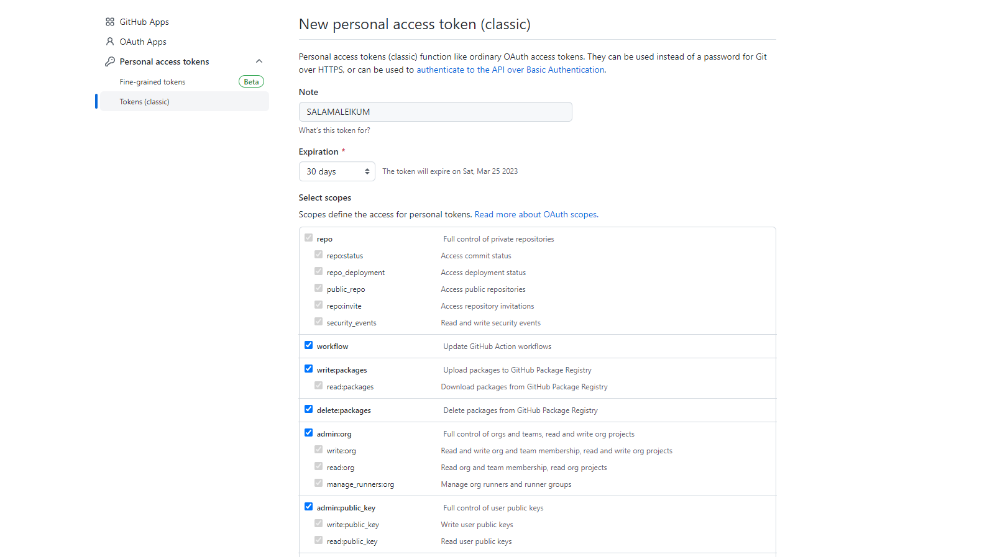 GitHub Apps
OAuth Apps
Personal access tokens
Fine-grained tokens
Beta
Tokens (classic)
New personal access token (classic)
Personal access tokens (classic) function like ordinary OAuth access tokens. They can be used instead of a password for Git
over HTTPS, or can be used to authenticate to the API over Basic Authentication.
Note
SALAMALEIKUM
What's this token for?
Expiration *
30 days
The token will expire on Sat, Mar 25 2023
Select scopes
Scopes define the access for personal tokens. Read more about OAuth scopes.
repo Full control of private repositories
repo:status Access commit status
repo_deployment Access deployment status
public_repo Access public repositories
repo:invite Access repository invitations
security_events Read and write security events
workflow Update GitHub Action workflows
write:packages Upload packages to GitHub Package Registry
read:packages Download packages from GitHub Package Registry
delete:packages Delete packages from GitHub Package Registry
admin:org Full control of orgs and teams, read and write org projects
write:org Read and write org and team membership, read and write org projects
read:org Read org and team membership, read org projects
manage_runners:org Manage org runners and runner groups
admin:public_key Full control of user public keys
write:public_key Write user public keys
read:public_key Read user public keys